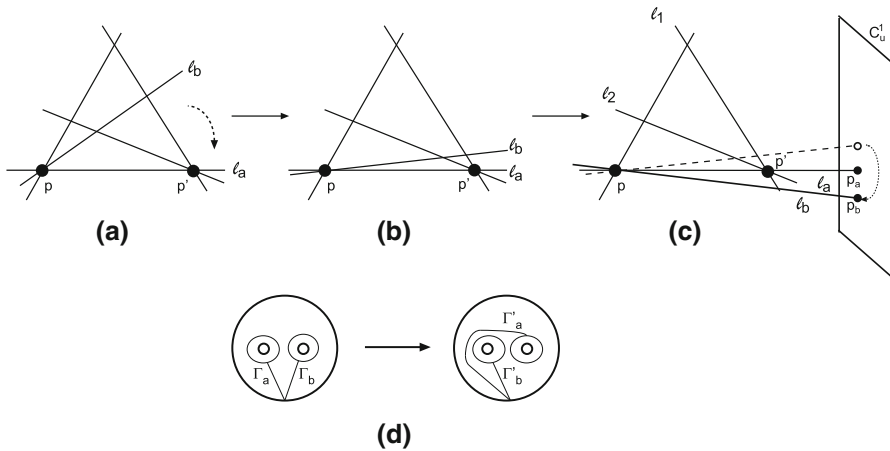 ℓb
ℓa
p
p'
(a)
ℓb
ℓa
p
p'
(b)
ℓ1
ℓ2
C¹u
p
p'
ℓa
ℓb
pa
pb
(c)
Γa
Γb
Γ'a
Γ'b
(d)